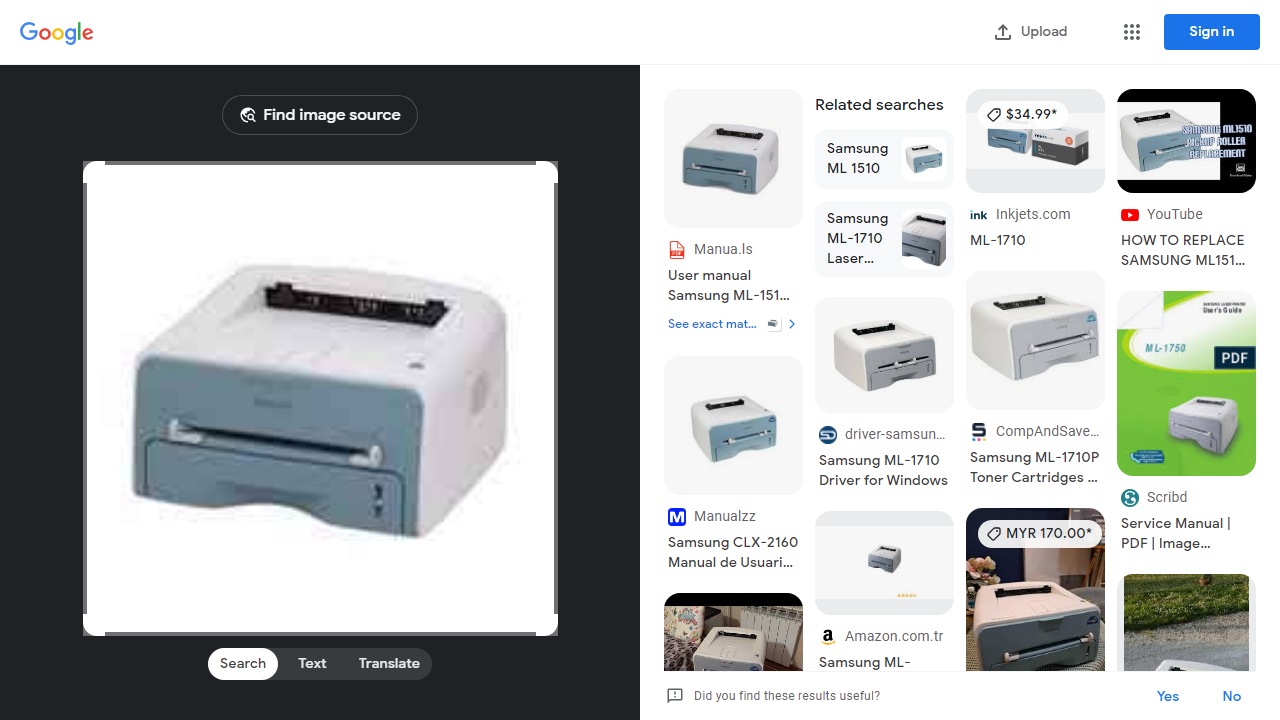 Google
Upload
Sign in
Find image source
Search
Text
Translate
Manua.ls
User manual
Samsung ML-151...
See exact mat...
Manualzz
Samsung CLX-2160
Manual de Usuari...
Related searches
Samsung
ML 1510
Samsung
ML-1710
Laser...
driver-samsun...
Samsung ML-1710
Driver for Windows
Amazon.com.tr
Samsung ML-
$34.99*
Inkjets.com
ink
ML-1710
CompAndSave...
Samsung ML-1710P
Toner Cartridges ...
MYR 170.00*
SAMSUNG ML1510
PICKUP ROLLER
REPLACEMENT
YouTube
HOW TO REPLACE
SAMSUNG ML151...
User's Guide
ML-1750
PDF
Scribd
Service Manual |
PDF | Image...
Did you find these results useful?
Yes
No